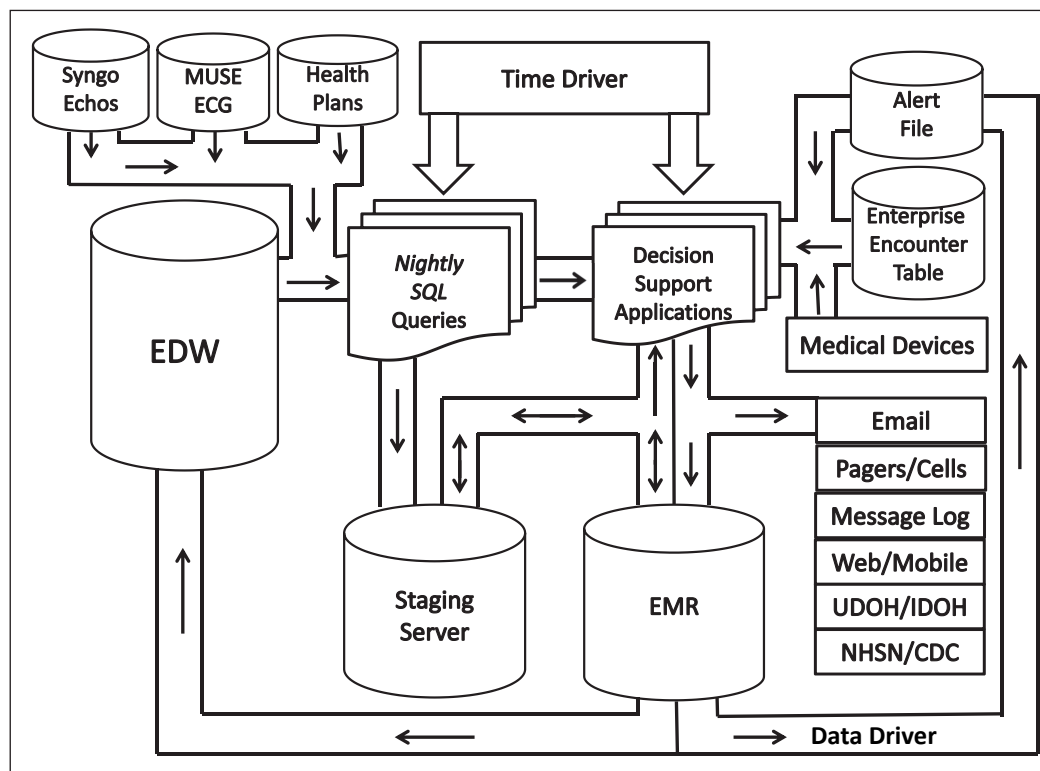 Syngo
Echos
MUSE
ECG
Health
Plans
Time Driver
Alert
File
Enterprise
Encounter
Table
Nightly
SQL
Queries
Decision
Support
Applications
EDW
Medical Devices
Email
Pagers/Cells
Message Log
Web/Mobile
UDOH/IDOH
NHSN/CDC
Staging
Server
EMR
Data Driver